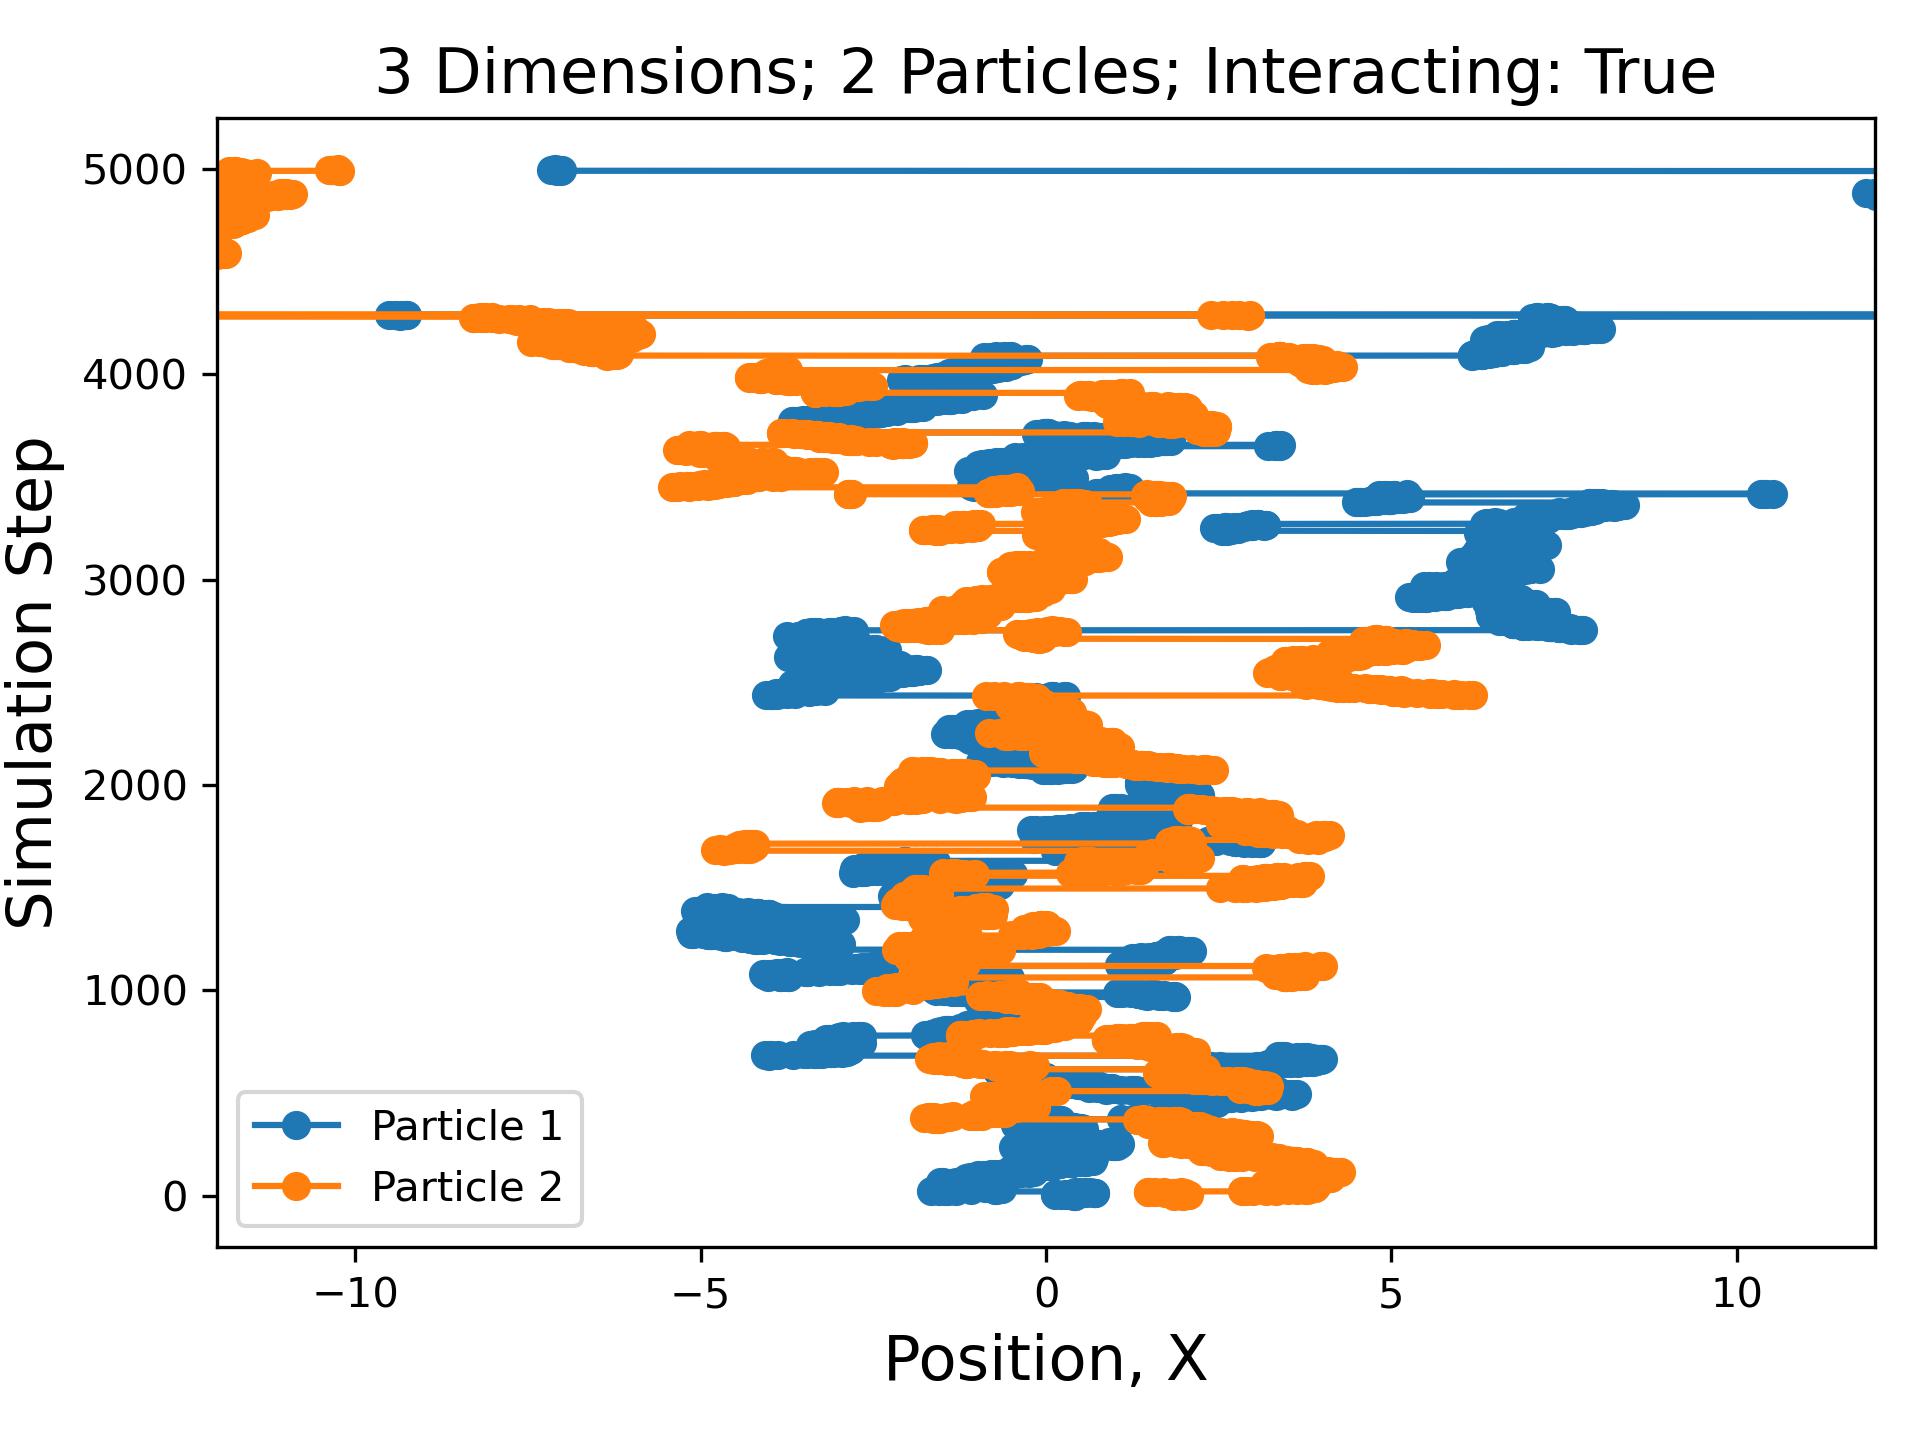 3 Dimensions; 2 Particles; Interacting: True
Simulation Step
5000
4000
3000
2000
1000
0
Particle 1
Particle 2
−10
−5
0
5
10
Position, X